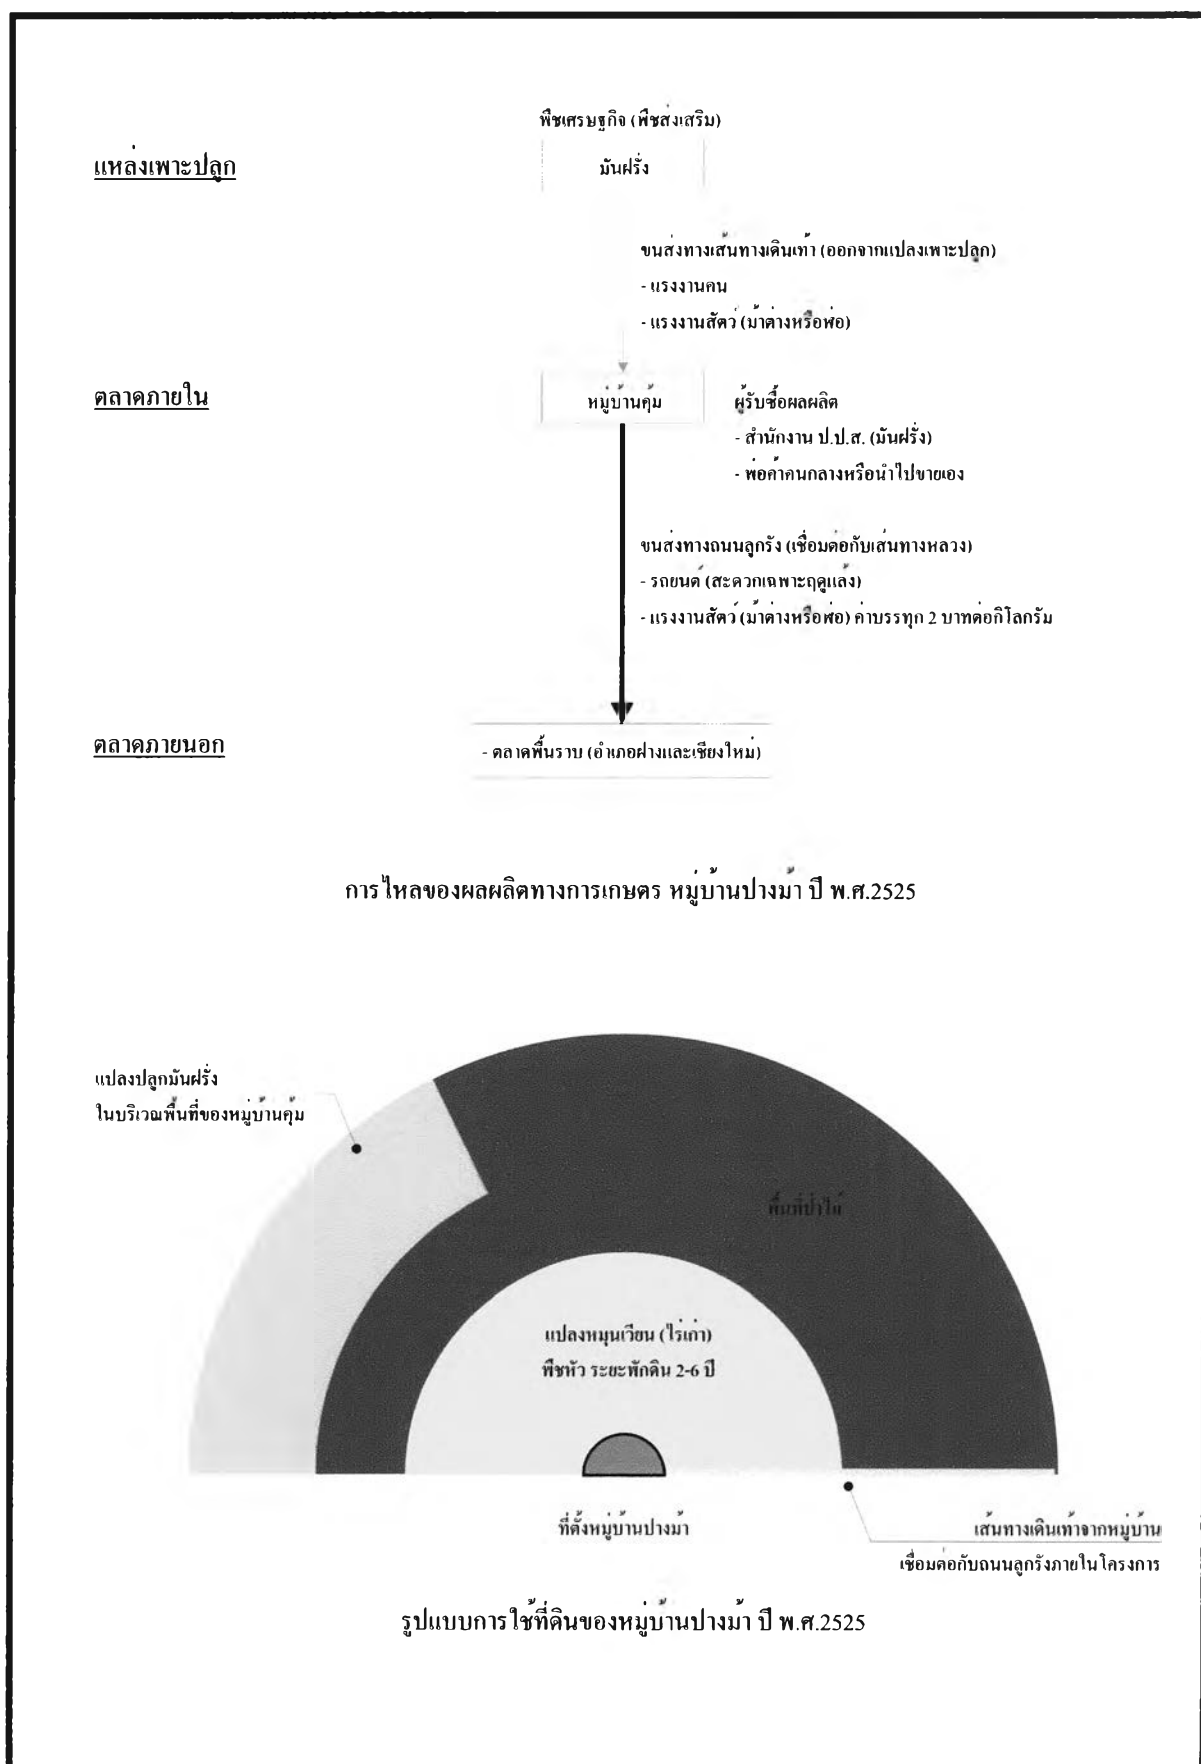 พืชเศรษฐกิจ (พืชส่งเสริม)
แหล่งเพาะปลูก
มันฝรั่ง
ขนส่งทางเส้นทางเดินเท้า (ออกจากแปลงเพาะปลูก)
- แรงงานคน
- แรงงานสัตว์ (ม้าต่างหรือฬ่อ)
ตลาดภายใน
หมู่บ้านคุ้ม
ผู้รับซื้อผลผลิต
- สำนักงาน ป.ป.ส. (มันฝรั่ง)
- พ่อค้าคนกลางหรือนำไปขายเอง
ขนส่งทางถนนลูกรัง (เชื่อมต่อกับเส้นทางหลวง)
- รถยนต์ (สะดวกเฉพาะฤดูแล้ง)
- แรงงานสัตว์ (ม้าต่างหรือฬ่อ) ค่าบรรทุก 2 บาทต่อกิโลกรัม
ตลาดภายนอก
- ตลาดพื้นราบ (อำเภอฝางและเชียงใหม่)
การไหลของผลผลิตทางการเกษตร หมู่บ้านปางม้า ปี พ.ศ.2525
แปลงปลูกมันฝรั่ง
ในบริเวณพื้นที่ของหมู่บ้านคุ้ม
พื้นที่ป่าไม้
แปลงหมุนเวียน (ไร่เก่า)
พืชหัว ระยะพักดิน 2-6 ปี
ที่ตั้งหมู่บ้านปางม้า
เส้นทางเดินเท้าจากหมู่บ้าน
เชื่อมต่อกับถนนลูกรังภายในโครงการ
รูปแบบการใช้ที่ดินของหมู่บ้านปางม้า ปี พ.ศ.2525